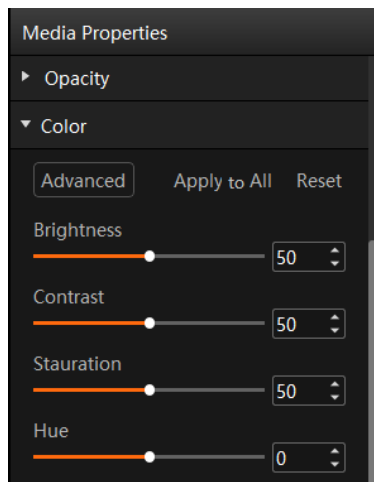 Media Properties
Opacity
Color
Advanced Apply to All Reset
Brightness
50
Contrast
50
Stauration
50
Hue
0